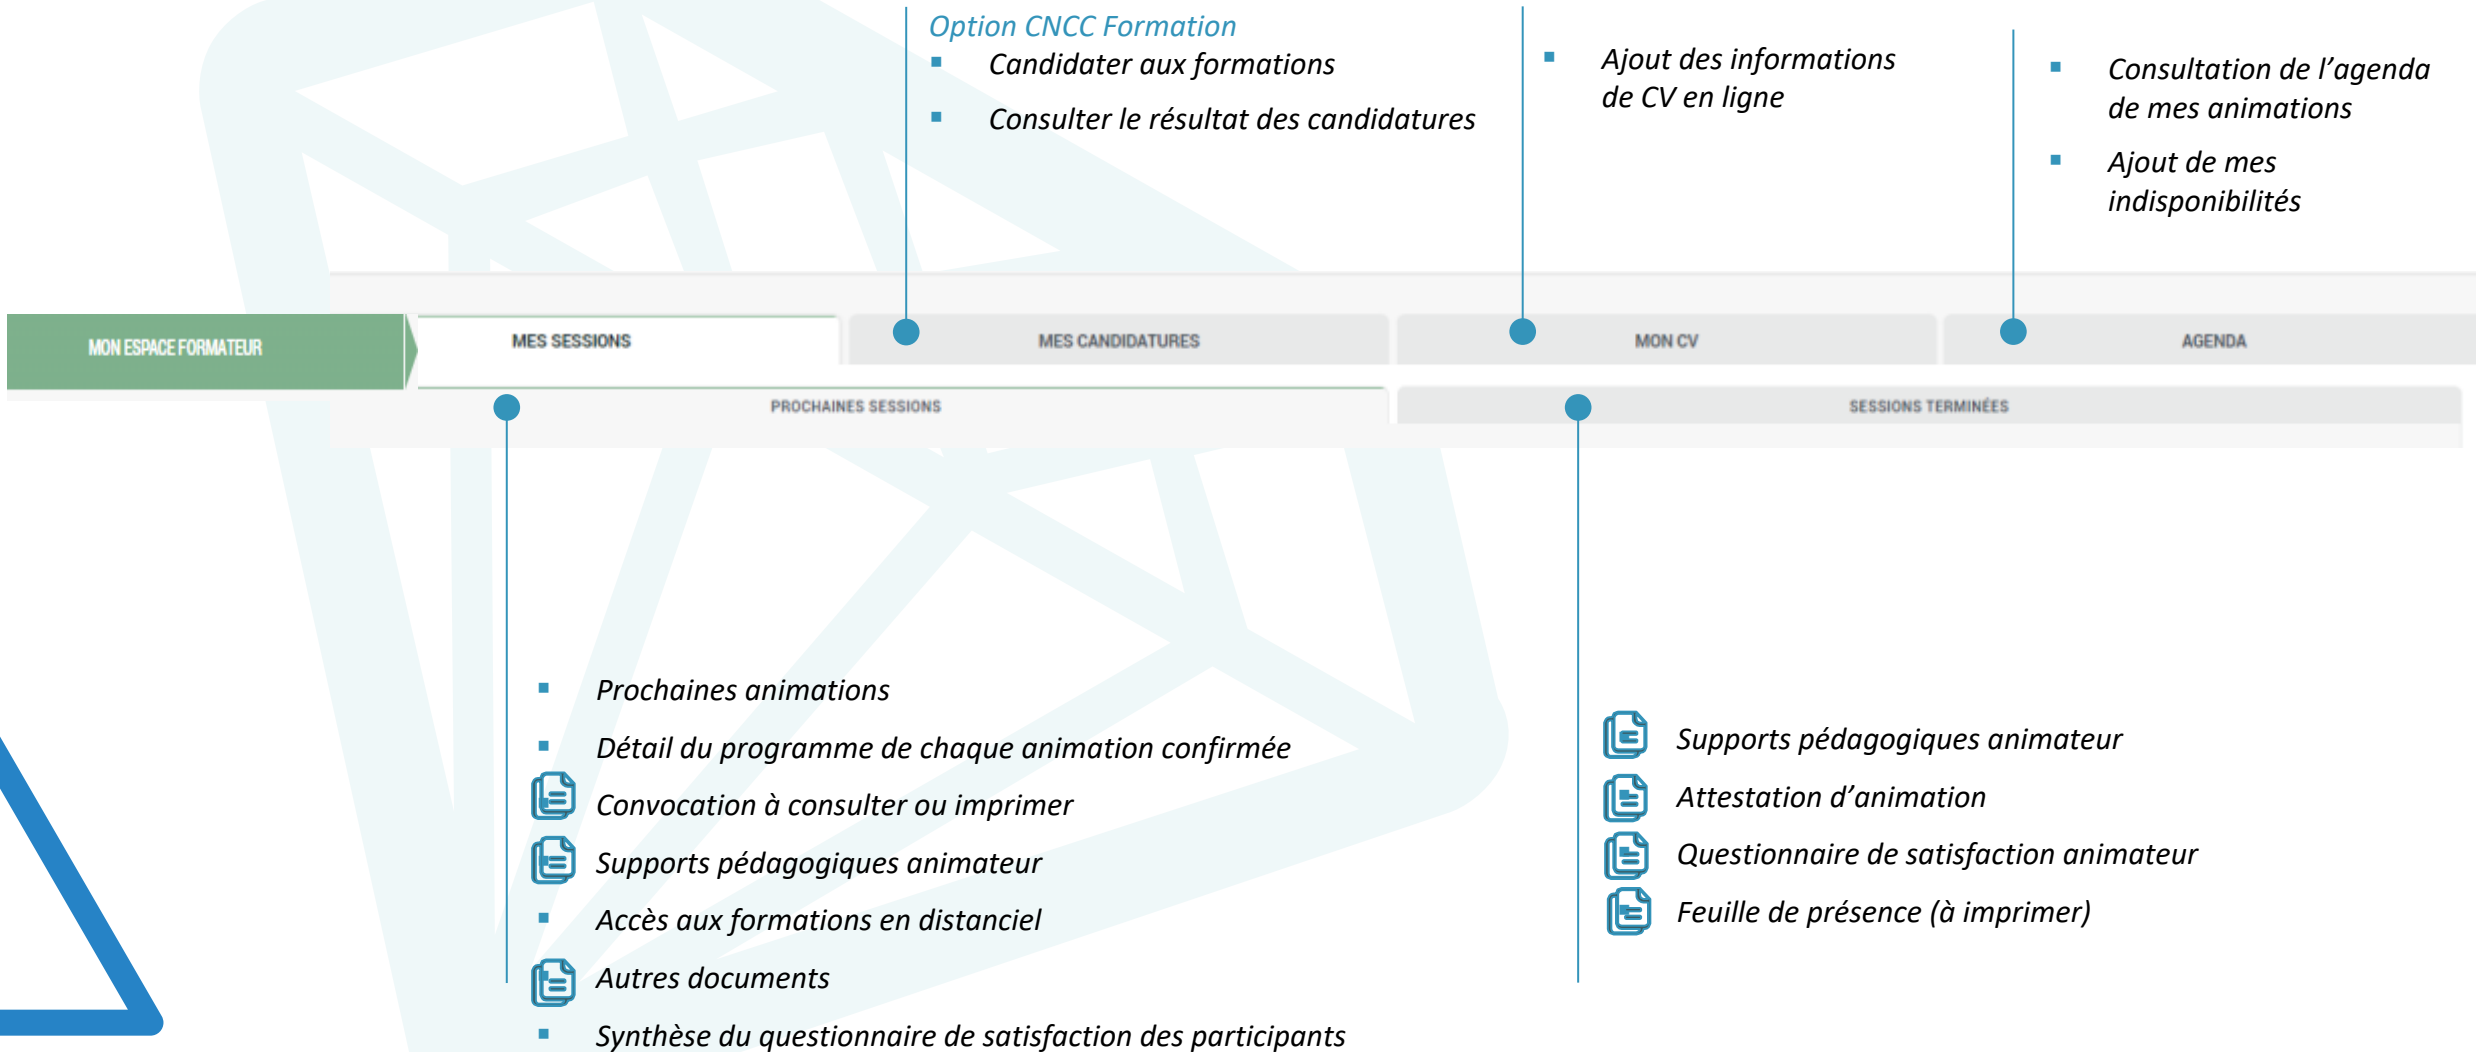 Option CNCC Formation
Candidater aux formations
Consulter le résultat des candidatures
Ajout des informations
de CV en ligne
Consultation de l’agenda
de mes animations
Ajout de mes
indisponibilités
MON ESPACE FORMATEUR
MES SESSIONS
MES CANDIDATURES
MON CV
AGENDA
PROCHAINES SESSIONS
SESSIONS TERMINÉES
Prochaines animations
Détail du programme de chaque animation confirmée
Convocation à consulter ou imprimer
Supports pédagogiques animateur
Accès aux formations en distanciel
Autres documents
Synthèse du questionnaire de satisfaction des participants
Supports pédagogiques animateur
Attestation d’animation
Questionnaire de satisfaction animateur
Feuille de présence (à imprimer)